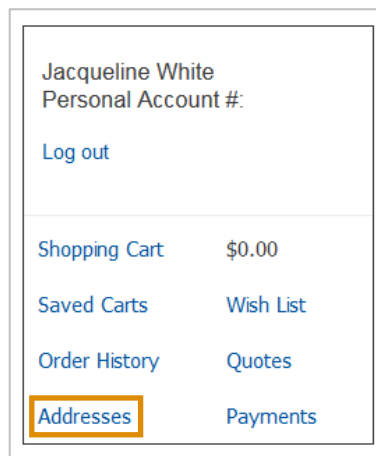 Jacqueline White
Personal Account #:
Log out
Shopping Cart $0.00
Saved Carts Wish List
Order History Quotes
Addresses Payments